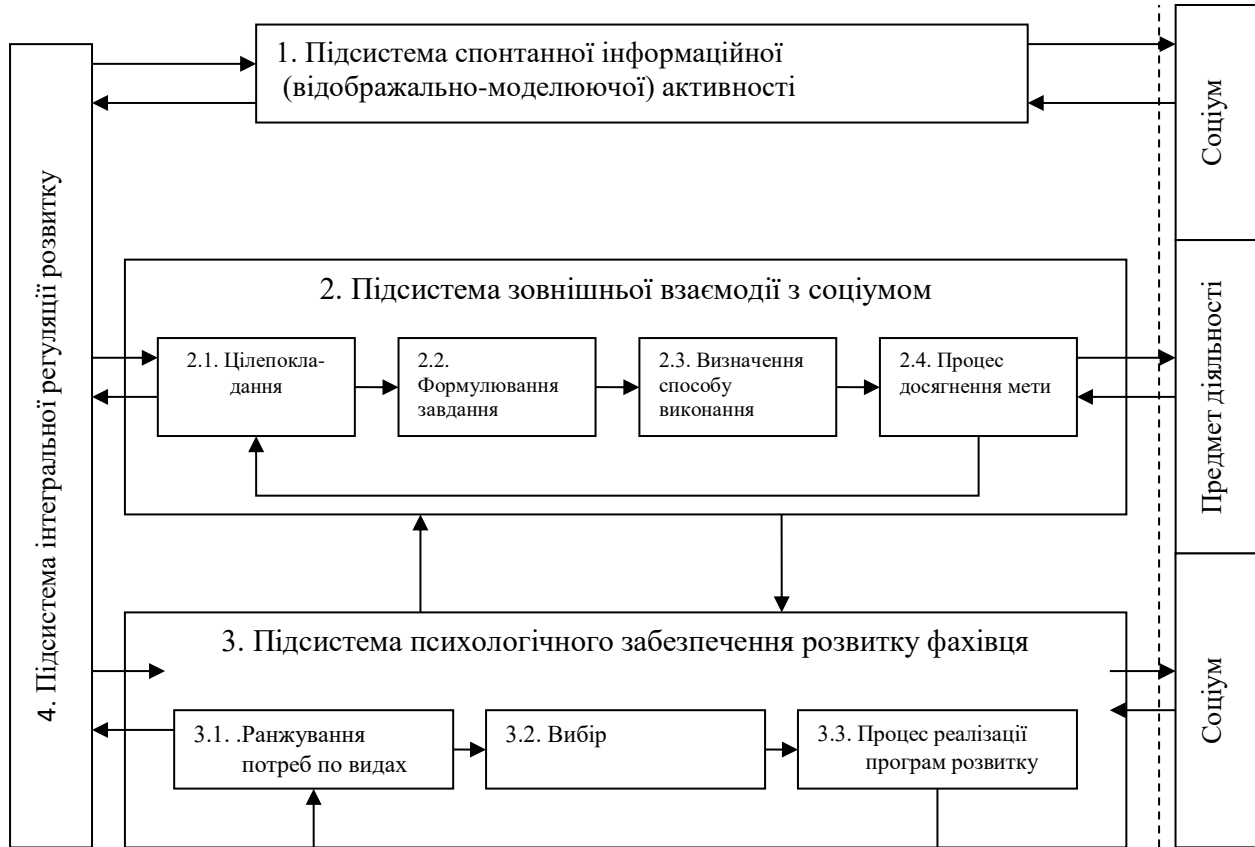 1. Підсистема спонтанної інформаційної
(відображально-моделюючої) активності
Соціум
4. Підсистема інтегральної регуляції розвитку
2. Підсистема зовнішньої взаємодії з соціумом
2.1. Цілепокла-
дання
2.2.
Формулювання
завдання
2.3. Визначення
способу
виконання
2.4. Процес
досягнення мети
Предмет діяльності
3. Підсистема психологічного забезпечення розвитку фахівця
3.1. .Ранжування
потреб по видах
3.2. Вибір
3.3. Процес реалізації
програм розвитку
Соціум